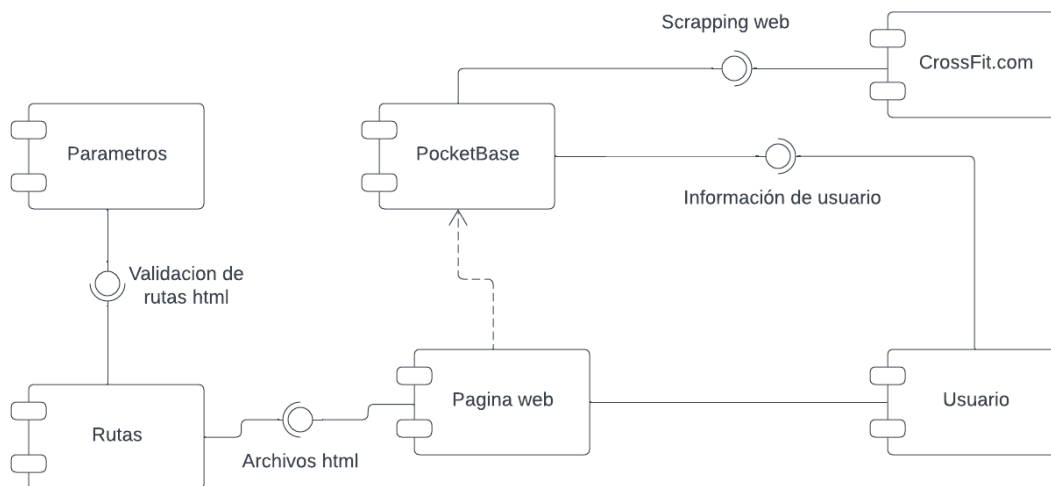 Scrapping web
CrossFit.com
Parametros
PocketBase
Información de usuario
Validacion de
rutas html
Pagina web
Usuario
Rutas
Archivos html